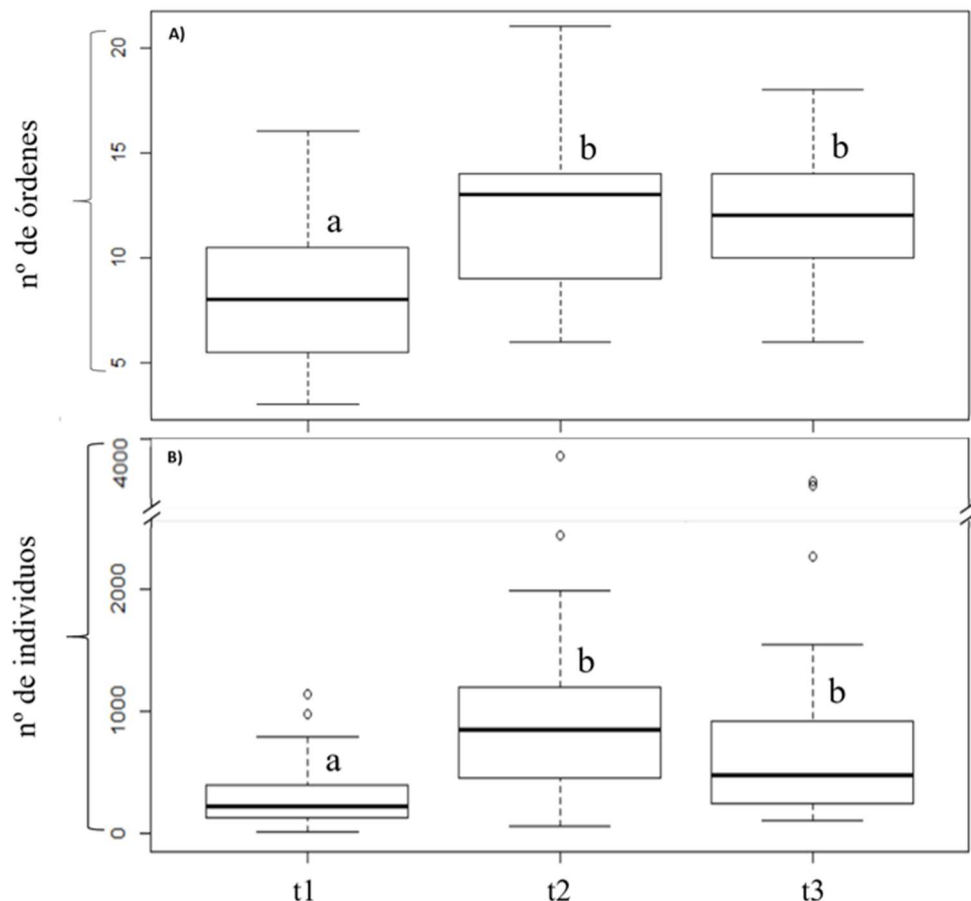 A)
nº de órdenes
20
15
10
5
a
b
b
B)
nº de individuos
4000
2000
1000
0
a
b
b
t1 t2 t3